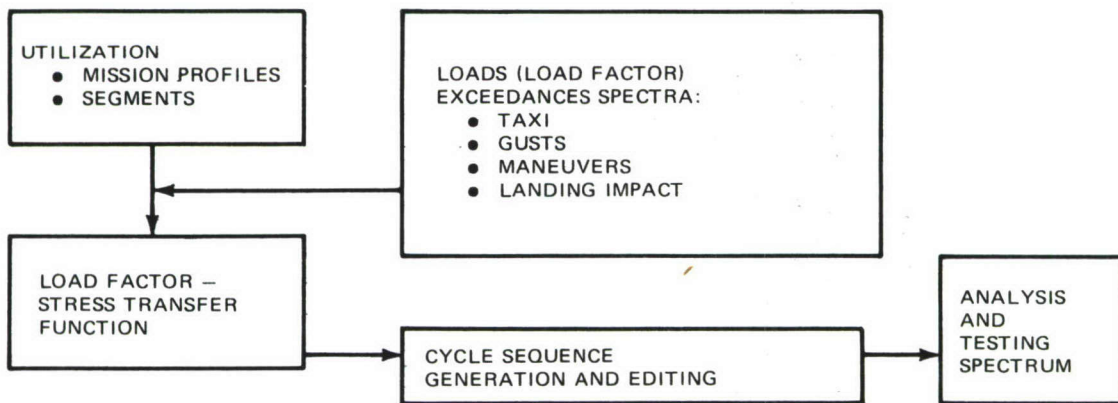 UTILIZATION
● MISSION PROFILES
● SEGMENTS
LOADS (LOAD FACTOR)
EXCEEDANCES SPECTRA:
● TAXI
● GUSTS
● MANEUVERS
● LANDING IMPACT
LOAD FACTOR –
STRESS TRANSFER
FUNCTION
CYCLE SEQUENCE
GENERATION AND EDITING
ANALYSIS
AND
TESTING
SPECTRUM